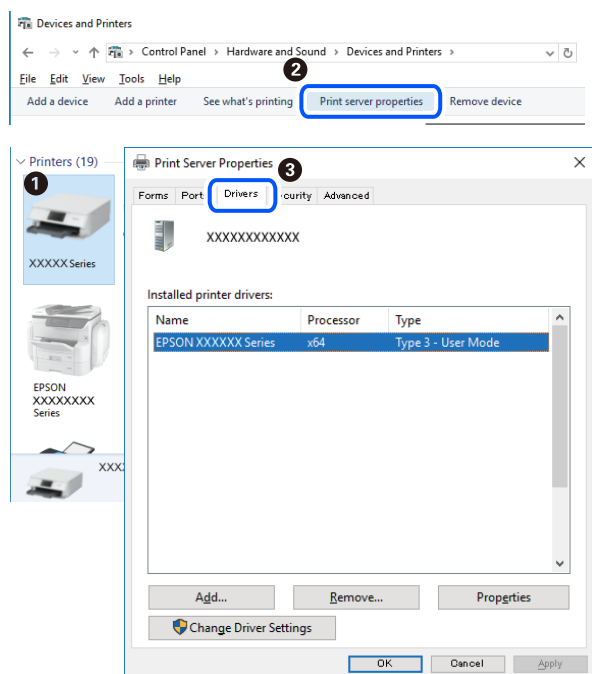 Devices and Printers
Control Panel > Hardware and Sound > Devices and Printers >
2
File Edit View Tools Help
Add a device Add a printer See what's printing Print server properties Remove device
Printers (19)
1
XXXXX Series
EPSON
XXXXXXXX
Series
XXX
Print Server Properties
3
Forms Port Drivers curity Advanced
XXXXXXXXXXXX
Installed printer drivers:
Name Processor Type
EPSON XXXXXX Series x64 Type 3 - User Mode
Add... Remove... Properties
Change Driver Settings
OK Cancel Apply